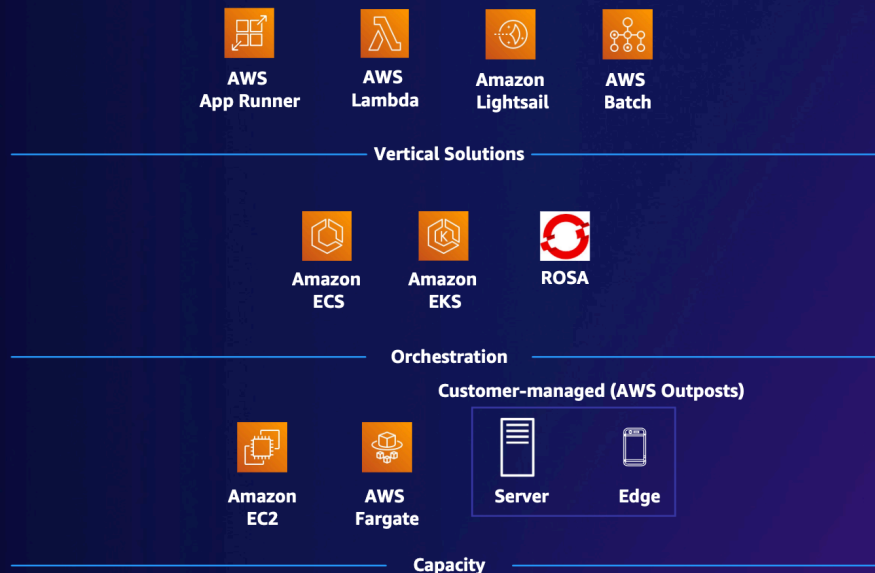 AWS
App Runner
AWS
Lambda
Amazon
Lightsail
AWS
Batch
Vertical Solutions
Amazon
ECS
Amazon
EKS
K
ROSA
Orchestration
Customer-managed (AWS Outposts)
Amazon
EC2
AWS
Fargate
Server
Edge
Capacity